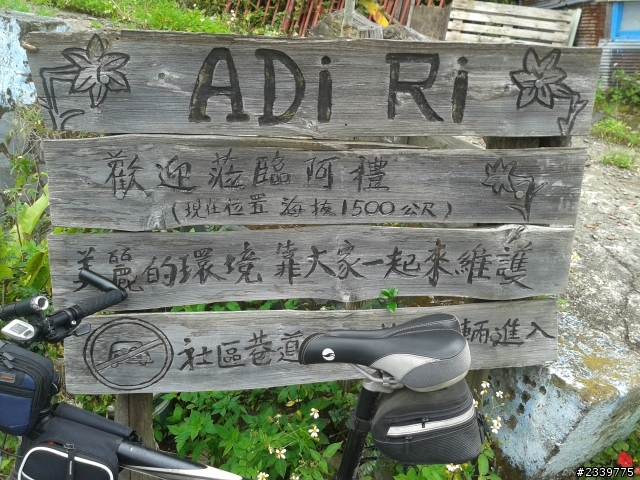 ADi Ri
歡迎蒞臨阿禮
(現在位置 海拔1500公尺)
美麗的環境 靠大家一起來維護
社區巷道 輛進入
#2339775